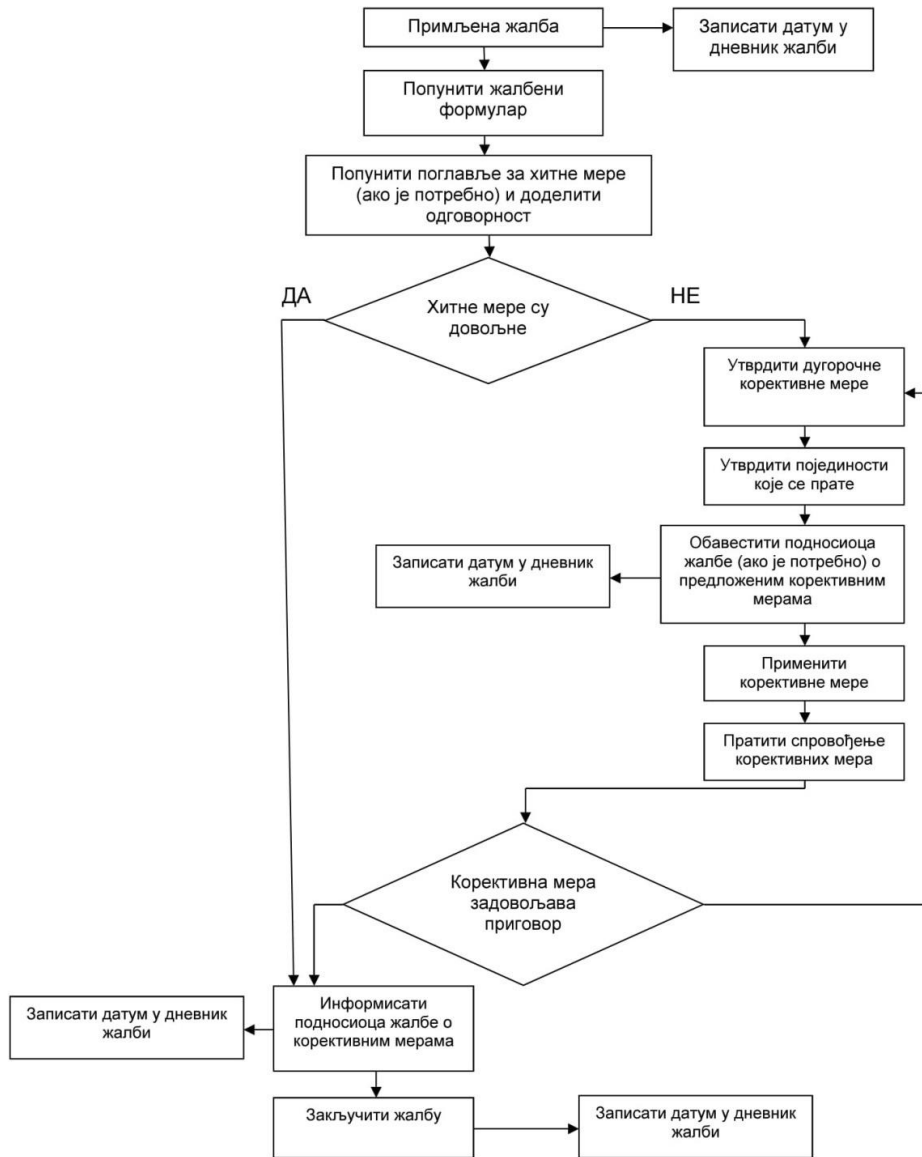 Примљена жалба
Записати датум у
дневник жалби
Попунити жалбени
формулар
Попунити поглавље за хитне мере
(ако је потребно) и доделити
одговорност
ДА
НЕ
Хитне мере су
довољне
Утврдити дугорочне
корективне мере
Утврдити појединости
које се прате
Обавестити подносиоца
жалбе (ако је потребно) о
предложеним корективним
мерама
Записати датум у дневник
жалби
Применити
корективне мере
Пратити спровођење
корективних мера
Корективна мера
задовољава
приговор
Информисати
подносиоца жалбе о
корективним мерама
Записати датум у дневник
жалби
Закључити жалбу
Записати датум у дневник
жалби